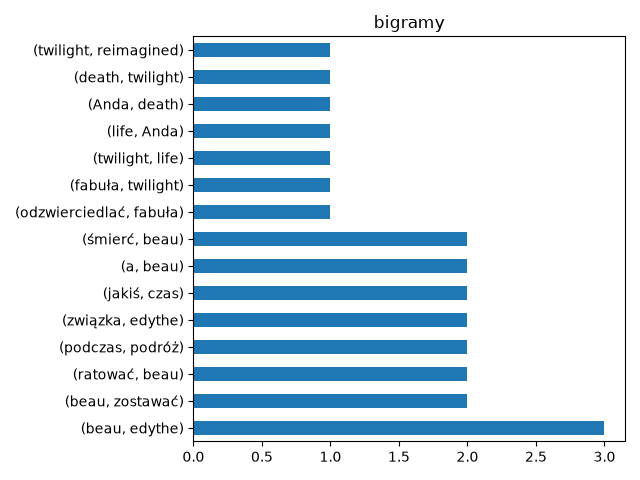 bigramy
(twilight, reimagined)
(death, twilight)
(Anda, death)
(life, Anda)
(twilight, life)
(fabuła, twilight)
(odzwierciedlać, fabuła)
(śmierć, beau)
(a, beau)
(jakiś, czas)
(związka, edythe)
(podczas, podróż)
(ratować, beau)
(beau, zostawać)
(beau, edythe)
0.0 0.5 1.0 1.5 2.0 2.5 3.0